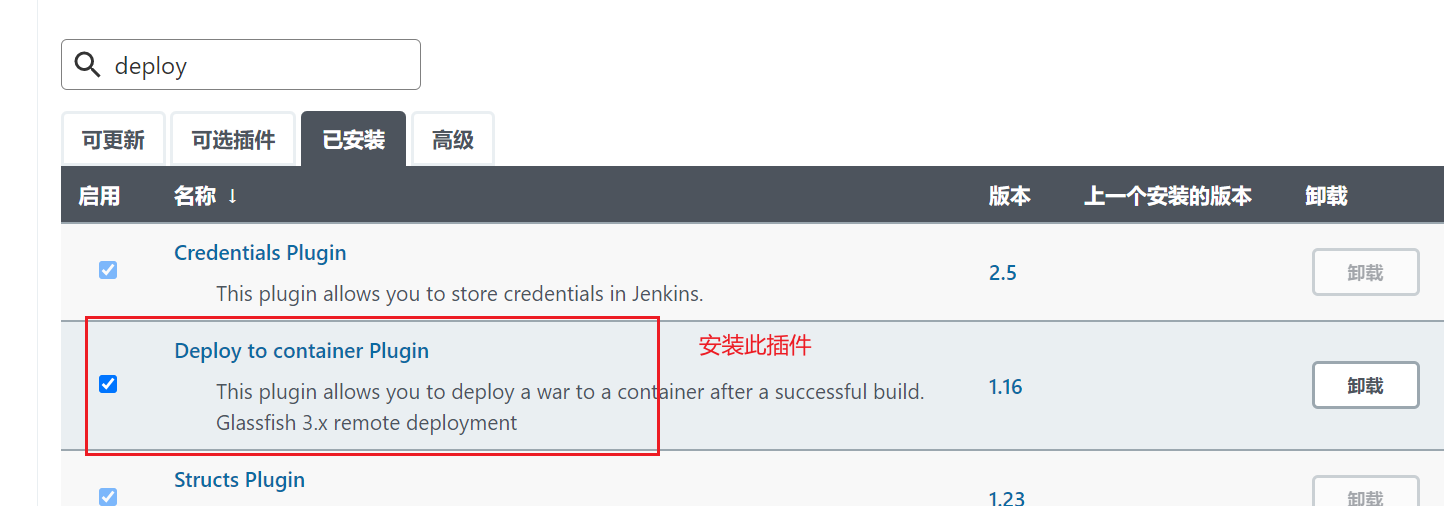 deploy
可更新 可选插件 已安装 高级
启用 名称 ↓ 版本 上一个安装的版本 卸载
Credentials Plugin
This plugin allows you to store credentials in Jenkins.
2.5 卸载
Deploy to container Plugin
安装此插件
This plugin allows you to deploy a war to a container after a successful build.
Glassfish 3.x remote deployment
1.16 卸载
Structs Plugin
1.23 卸载